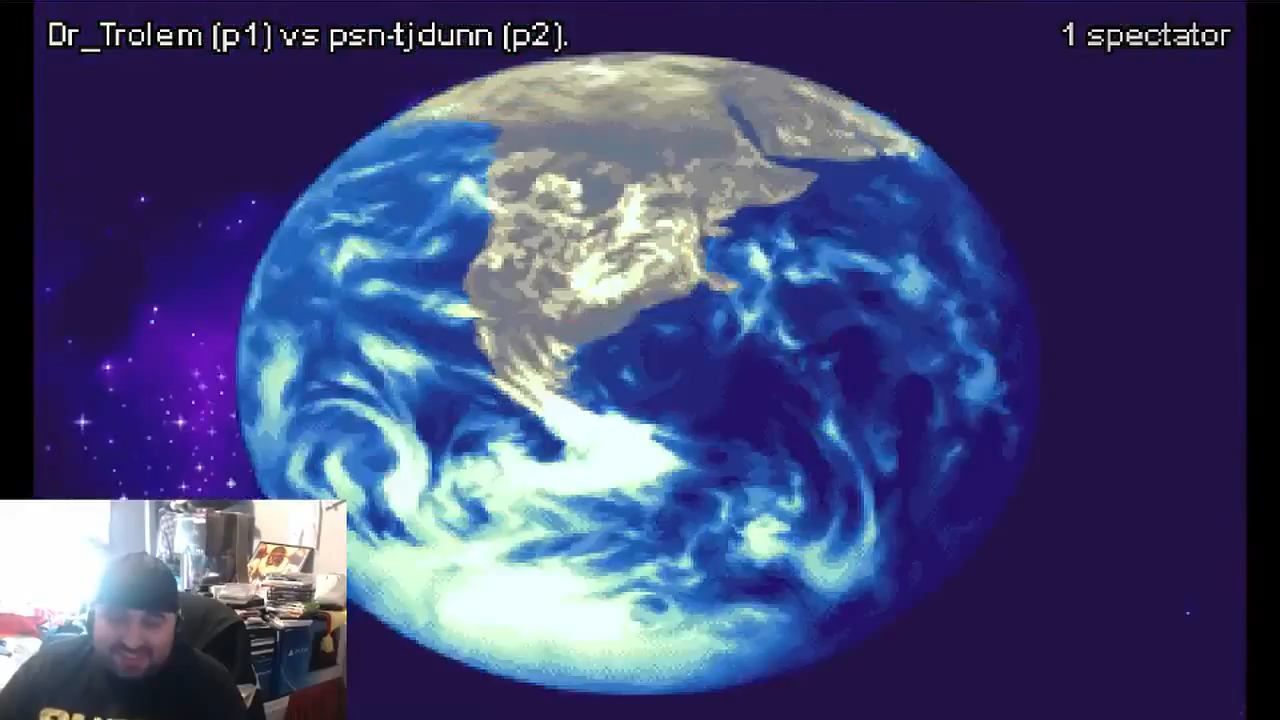 Dr_Trolem (p1) vs psn-tjdunn (p2).
1 spectator